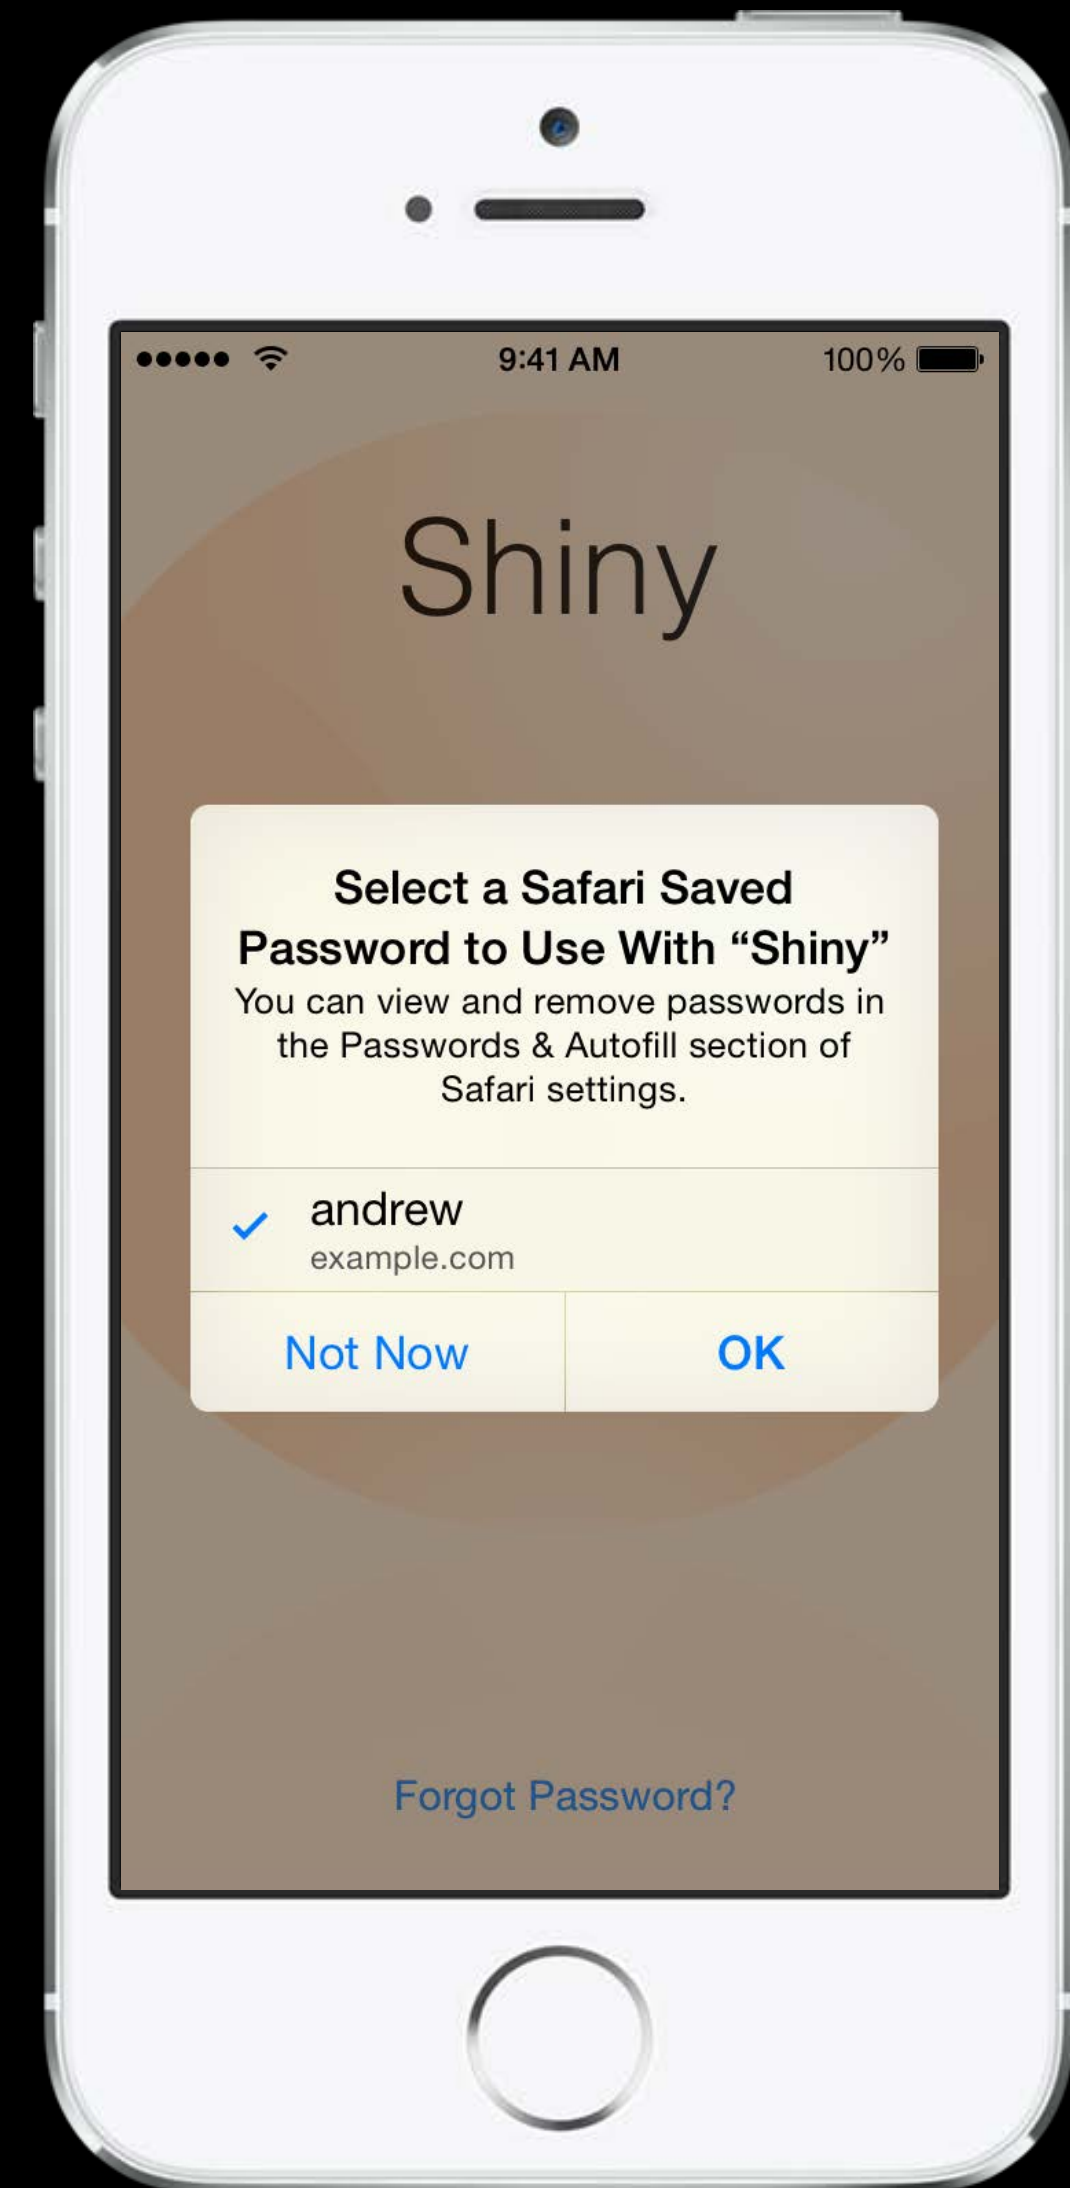 9:41 AM 100%
Shiny
Select a Safari Saved
Password to Use With “Shiny”
You can view and remove passwords in
the Passwords & Autofill section of
Safari settings.
andrew
example.com
Not Now OK
Forgot Password?